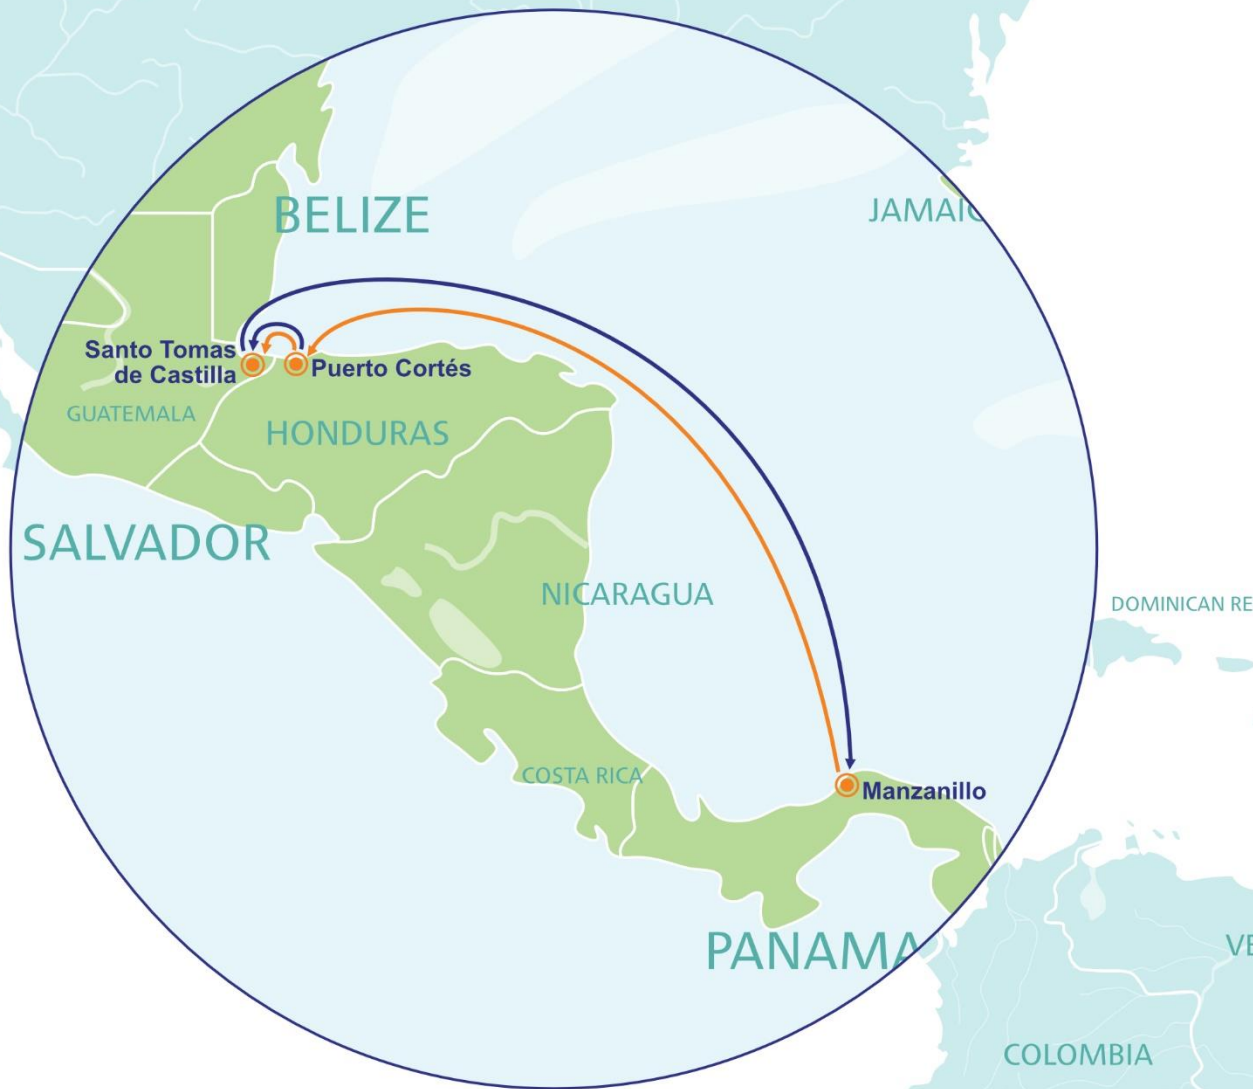 BELIZE
JAMAIC
Santo Tomas
de Castilla
Puerto Cortés
GUATEMALA
HONDURAS
SALVADOR
NICARAGUA
DOMINICAN RE
COSTA RICA
Manzanillo
PANAMA
VE
COLOMBIA